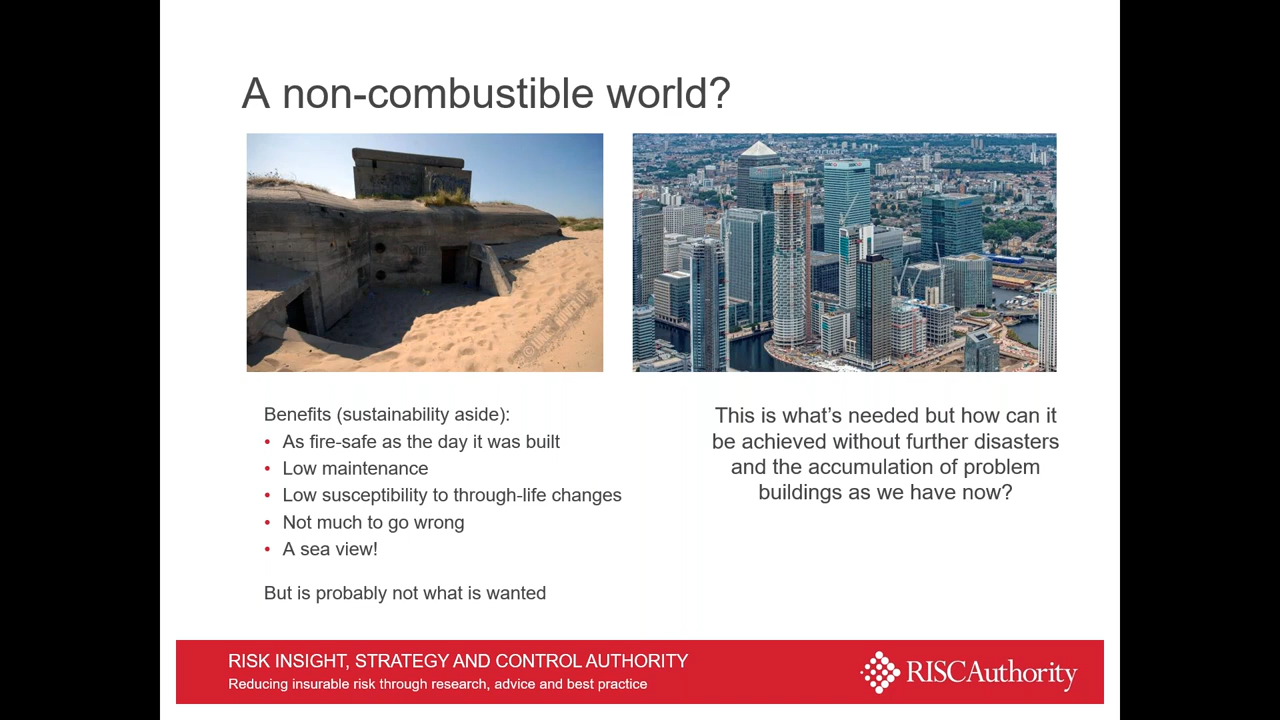 A non-combustible world?
Benefits (sustainability aside):
• As fire-safe as the day it was built
• Low maintenance
• Low susceptibility to through-life changes
• Not much to go wrong
• A sea view!
But is probably not what is wanted
This is what’s needed but how can it
be achieved without further disasters
and the accumulation of problem
buildings as we have now?
RISK INSIGHT, STRATEGY AND CONTROL AUTHORITY
Reducing insurable risk through research, advice and best practice
RISCAuthority